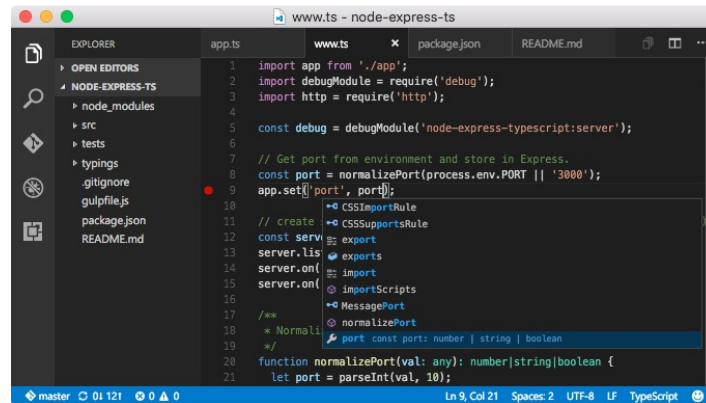 www.ts - node-express-ts
EXPLORER
OPEN EDITORS
NODE-EXPRESS-TS
node_modules
src
tests
typings
.gitignore
gulpfile.js
package.json
README.md
app.ts www.ts × package.json README.md
1 import app from './app';
2 import debugModule = require('debug');
3 import http = require('http');
4
5 const debug = debugModule('node-express-typescript:server');
6
7 // Get port from environment and store in Express.
8 const port = normalizePort(process.env.PORT || '3000');
9 app.set('port', port);
10
11 // create
12 const serv
13 server.lis
14 server.on(
15 server.on(
16
17 /**
18 * Normali
19 */
20 function normalizePort(val: any): number|string|boolean {
21 let port = parseInt(val, 10);
CSSImportRule
CSSSupportsRule
export
exports
import
importScripts
MessagePort
normalizePort
port const port: number | string | boolean
master 0↓ 12↑ 0 0 Ln 9, Col 21 Spaces: 2 UTF-8 LF TypeScript